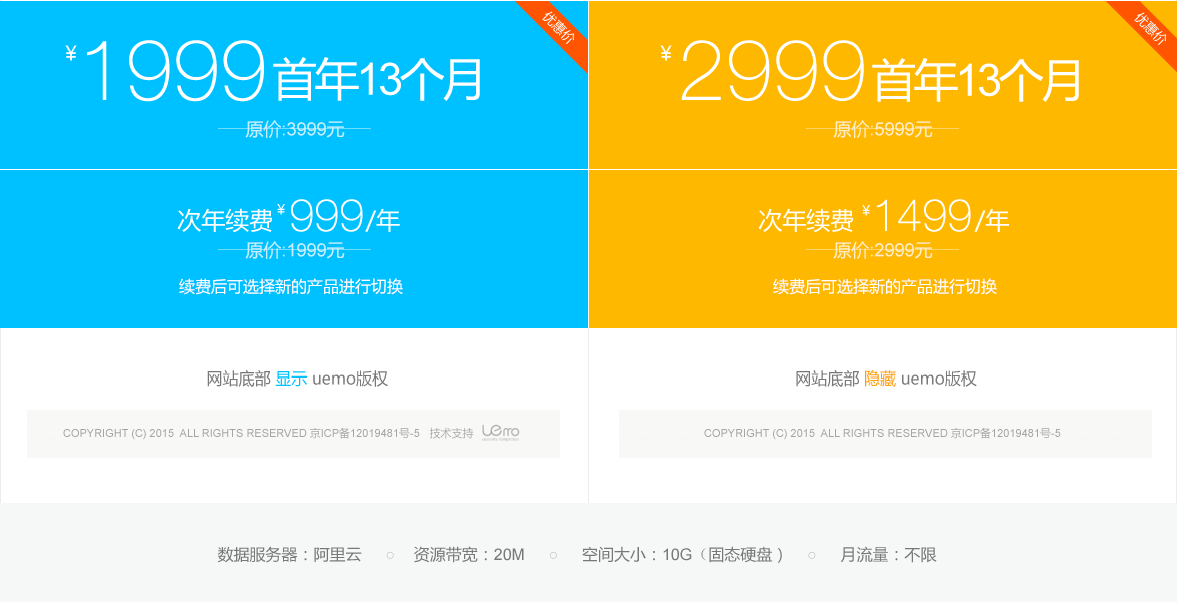 ¥1999首年13个月
优惠价
原价:3999元
次年续费 ¥999/年
原价:1999元
续费后可选择新的产品进行切换
网站底部 显示 uemo版权
COPYRIGHT (C) 2015 ALL RIGHTS RESERVED 京ICP备12019481号-5 技术支持 uemo
¥2999首年13个月
优惠价
原价:5999元
次年续费 ¥1499/年
原价:2999元
续费后可选择新的产品进行切换
网站底部 隐藏 uemo版权
COPYRIGHT (C) 2015 ALL RIGHTS RESERVED 京ICP备12019481号-5
数据服务器：阿里云 ○ 资源带宽：20M ○ 空间大小：10G（固态硬盘） ○ 月流量：不限